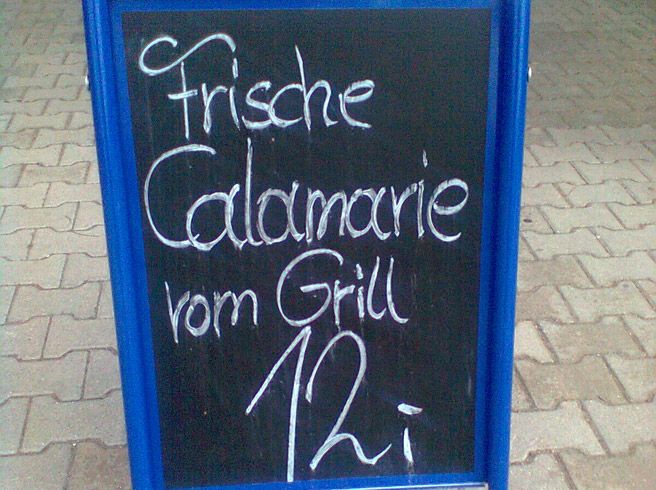 Frische
Calamarie
vom Grill
12,-